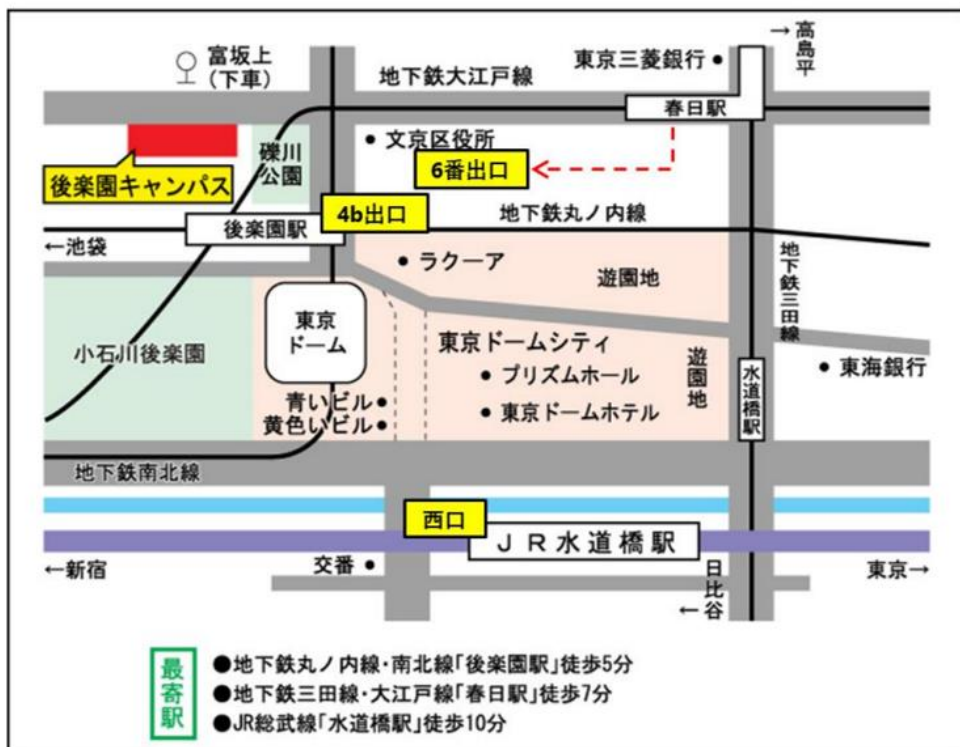 富坂上
(下車)
地下鉄大江戸線
東京三菱銀行
→高島平
春日駅
文京区役所
6番出口
礫川
公園
後楽園キャンパス
4b出口
後楽園駅
地下鉄丸ノ内線
←池袋
ラクーア
遊園地
地下鉄三田線
東京
ドーム
小石川後楽園
東京ドームシティ
遊園地
プリズムホール
水道橋駅
東海銀行
青いビル
東京ドームホテル
黄色いビル
地下鉄南北線
西口
JR水道橋駅
←新宿
交番
日比谷
←
東京→
最寄駅
●地下鉄丸ノ内線・南北線「後楽園駅」徒歩5分
●地下鉄三田線・大江戸線「春日駅」徒歩7分
●JR総武線「水道橋駅」徒歩10分